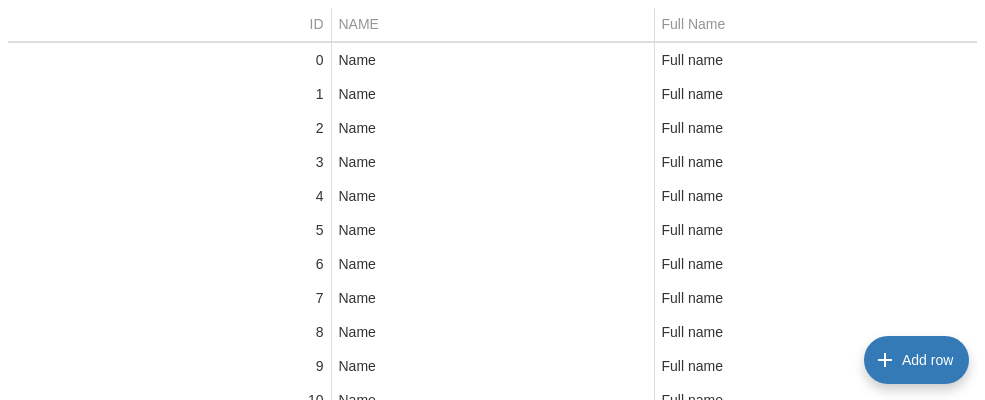 ID NAME Full Name
0 Name Full name
1 Name Full name
2 Name Full name
3 Name Full name
4 Name Full name
5 Name Full name
6 Name Full name
7 Name Full name
8 Name Full name
9 Name Full name
Add row
10 Name Full name